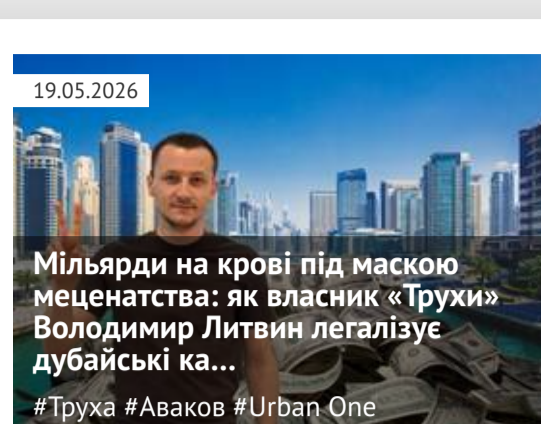 19.05.2026
Мільярди на крові під маскою
меценатства: як власник «Трухи»
Володимир Литвин легалізує
дубайські ка...
#Труха #Аваков #Urban One